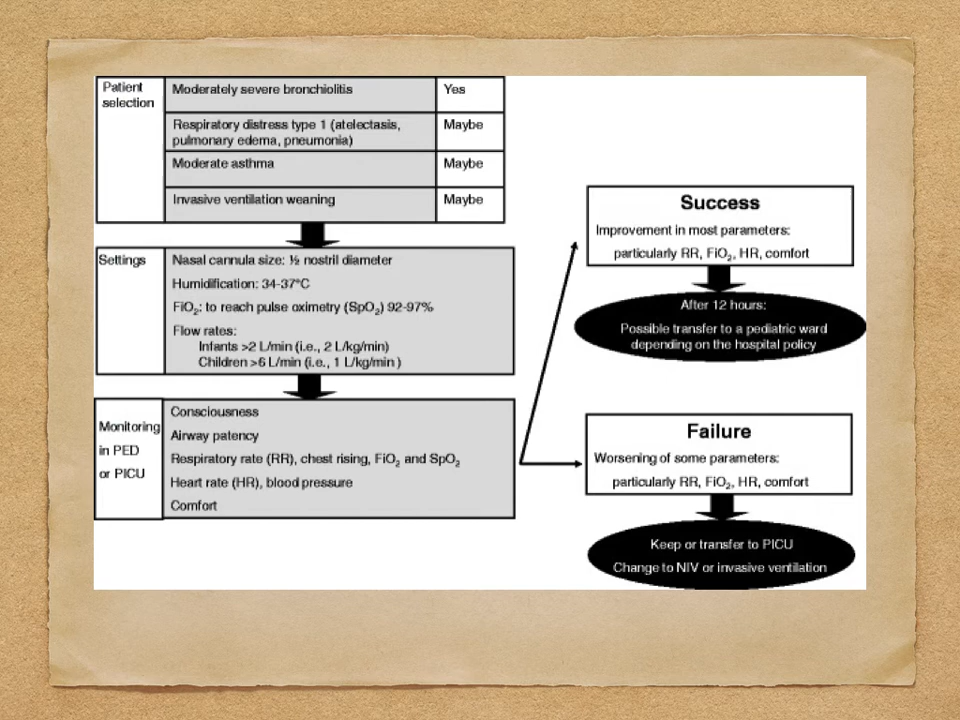 Patient
selection
Moderately severe bronchiolitis
Yes
Respiratory distress type 1 (atelectasis,
pulmonary edema, pneumonia)
Maybe
Moderate asthma
Maybe
Invasive ventilation weaning
Maybe
Settings
Nasal cannula size: ½ nostril diameter
Humidification: 34-37°C
FiO₂: to reach pulse oximetry (SpO₂) 92-97%
Flow rates:
Infants >2 L/min (i.e., 2 L/kg/min)
Children >6 L/min (i.e., 1 L/kg/min )
Monitoring
in PED
or PICU
Consciousness
Airway patency
Respiratory rate (RR), chest rising, FiO₂ and SpO₂
Heart rate (HR), blood pressure
Comfort
Success
Improvement in most parameters:
particularly RR, FiO₂, HR, comfort
After 12 hours:
Possible transfer to a pediatric ward
depending on the hospital policy
Failure
Worsening of some parameters:
particularly RR, FiO₂, HR, comfort
Keep or transfer to PICU
Change to NIV or invasive ventilation